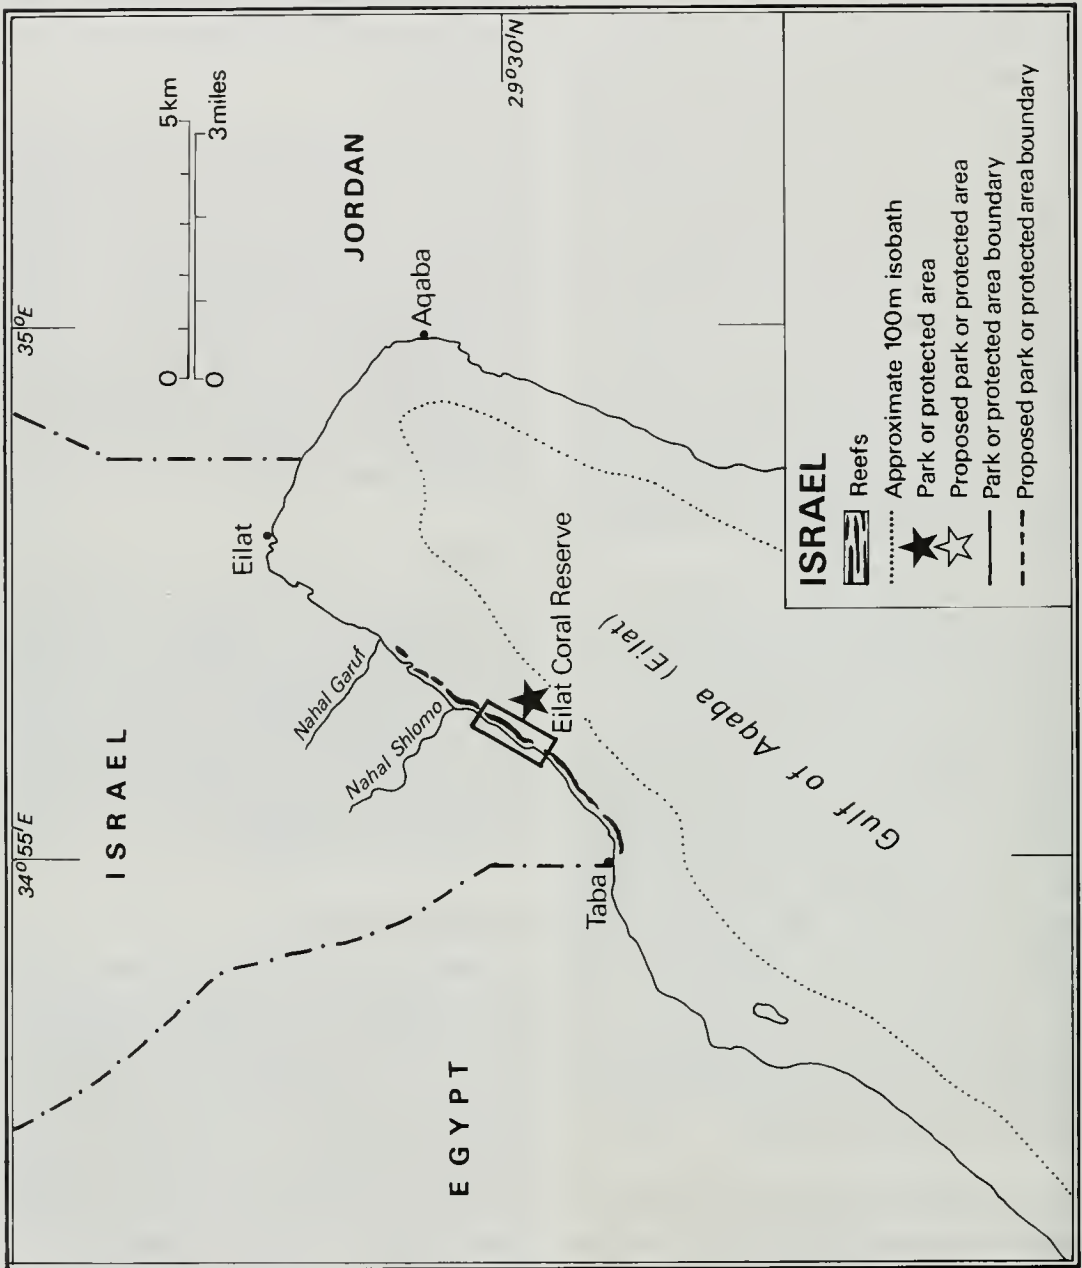 34°55'E
35°E
ISRAEL
0 5km
0 3miles
Eilat
JORDAN
Nahal Garuf
Nahal Shlomo
Aqaba
EGYPT
29°30'N
Eilat Coral Reserve
Taba
Gulf of Aqaba (Eilat)
ISRAEL
Reefs
Approximate 100m isobath
Park or protected area
Proposed park or protected area
Park or protected area boundary
Proposed park or protected area boundary